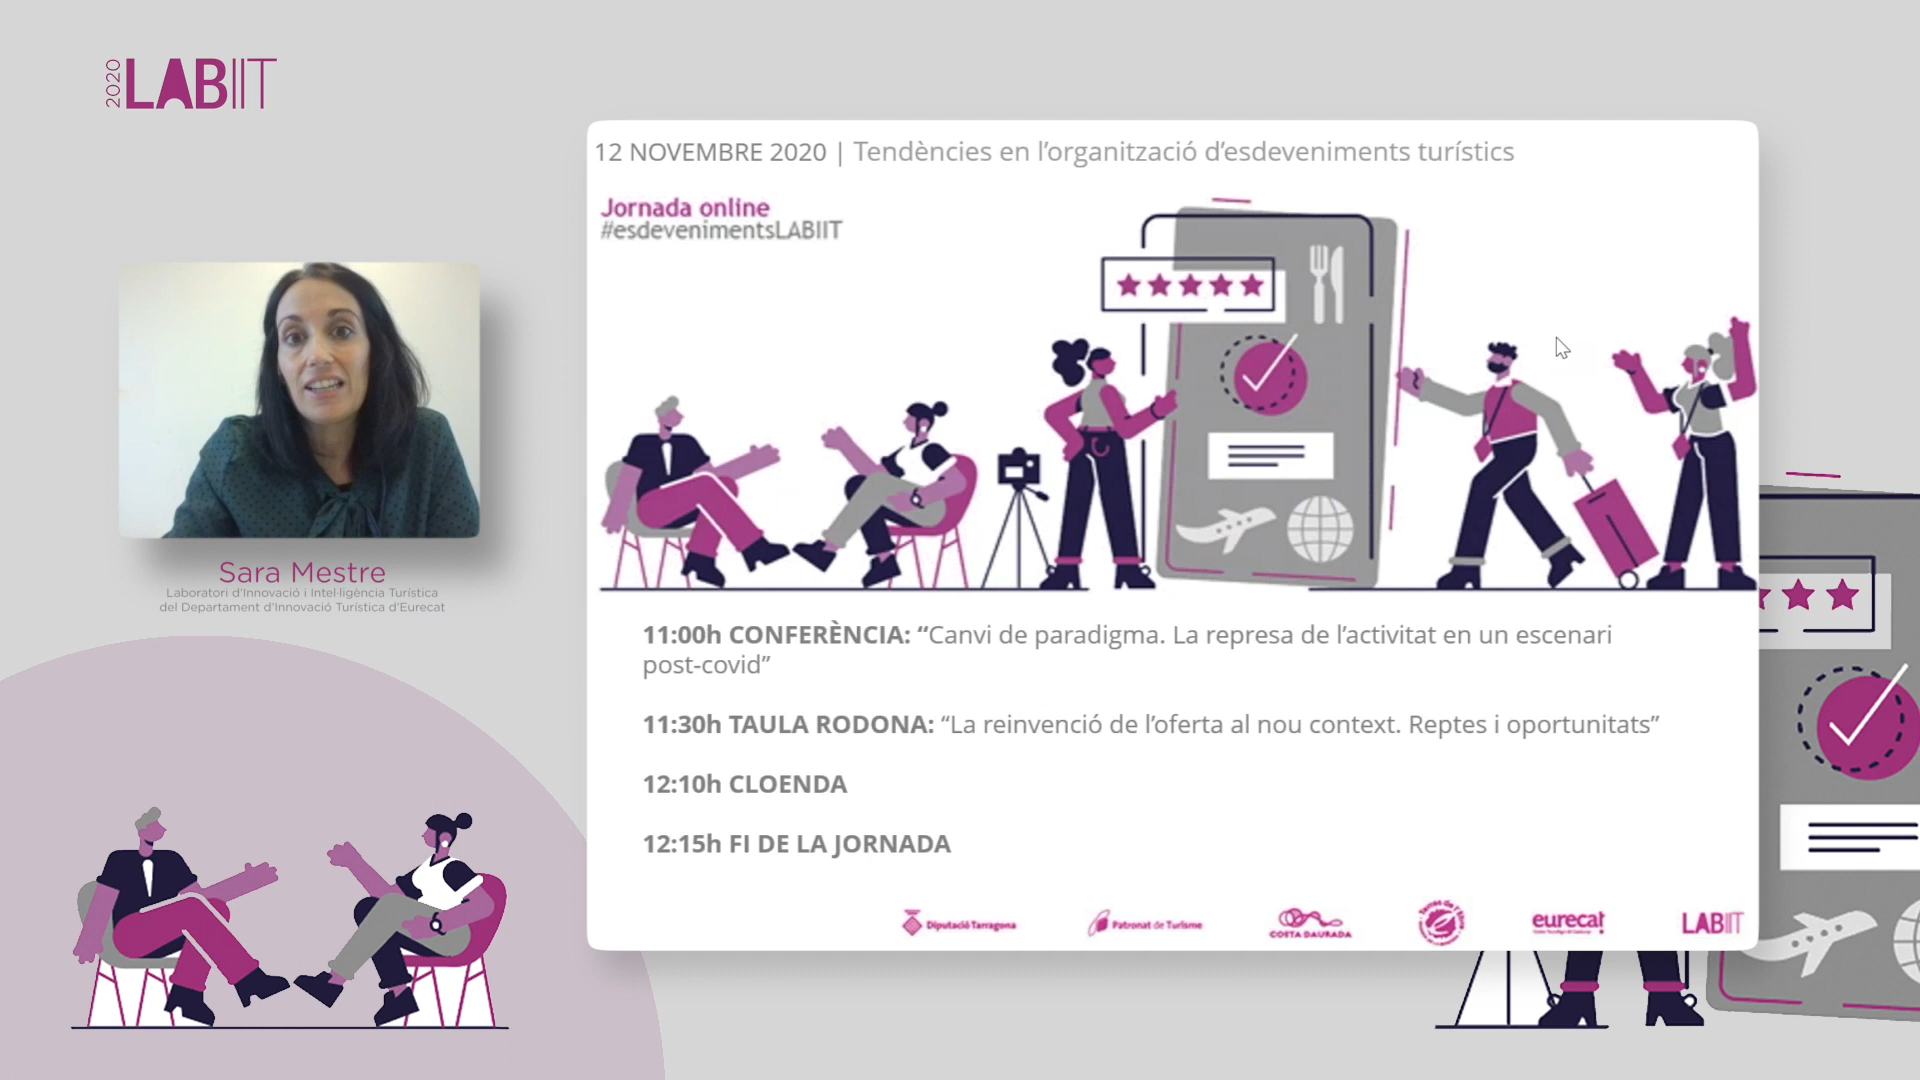 2020 LABIIT
12 NOVEMBRE 2020 | Tendències en l’organització d’esdeveniments turístics
Jornada online
#esdevenimentsLABIIT
Sara Mestre
Laboratori d'Innovació i Intel·ligència Turística
del Departament d'Innovació Turística d'Eurecat
11:00h CONFERÈNCIA: “Canvi de paradigma. La represa de l’activitat en un escenari
post-covid”
11:30h TAULA RODONA: “La reinvenció de l’oferta al nou context. Reptes i oportunitats”
12:10h CLOENDA
12:15h FI DE LA JORNADA
Diputació Tarragona
Patronat de Turisme
COSTA DAURADA
Terres de l'Ebre
eurecat
LABIIT